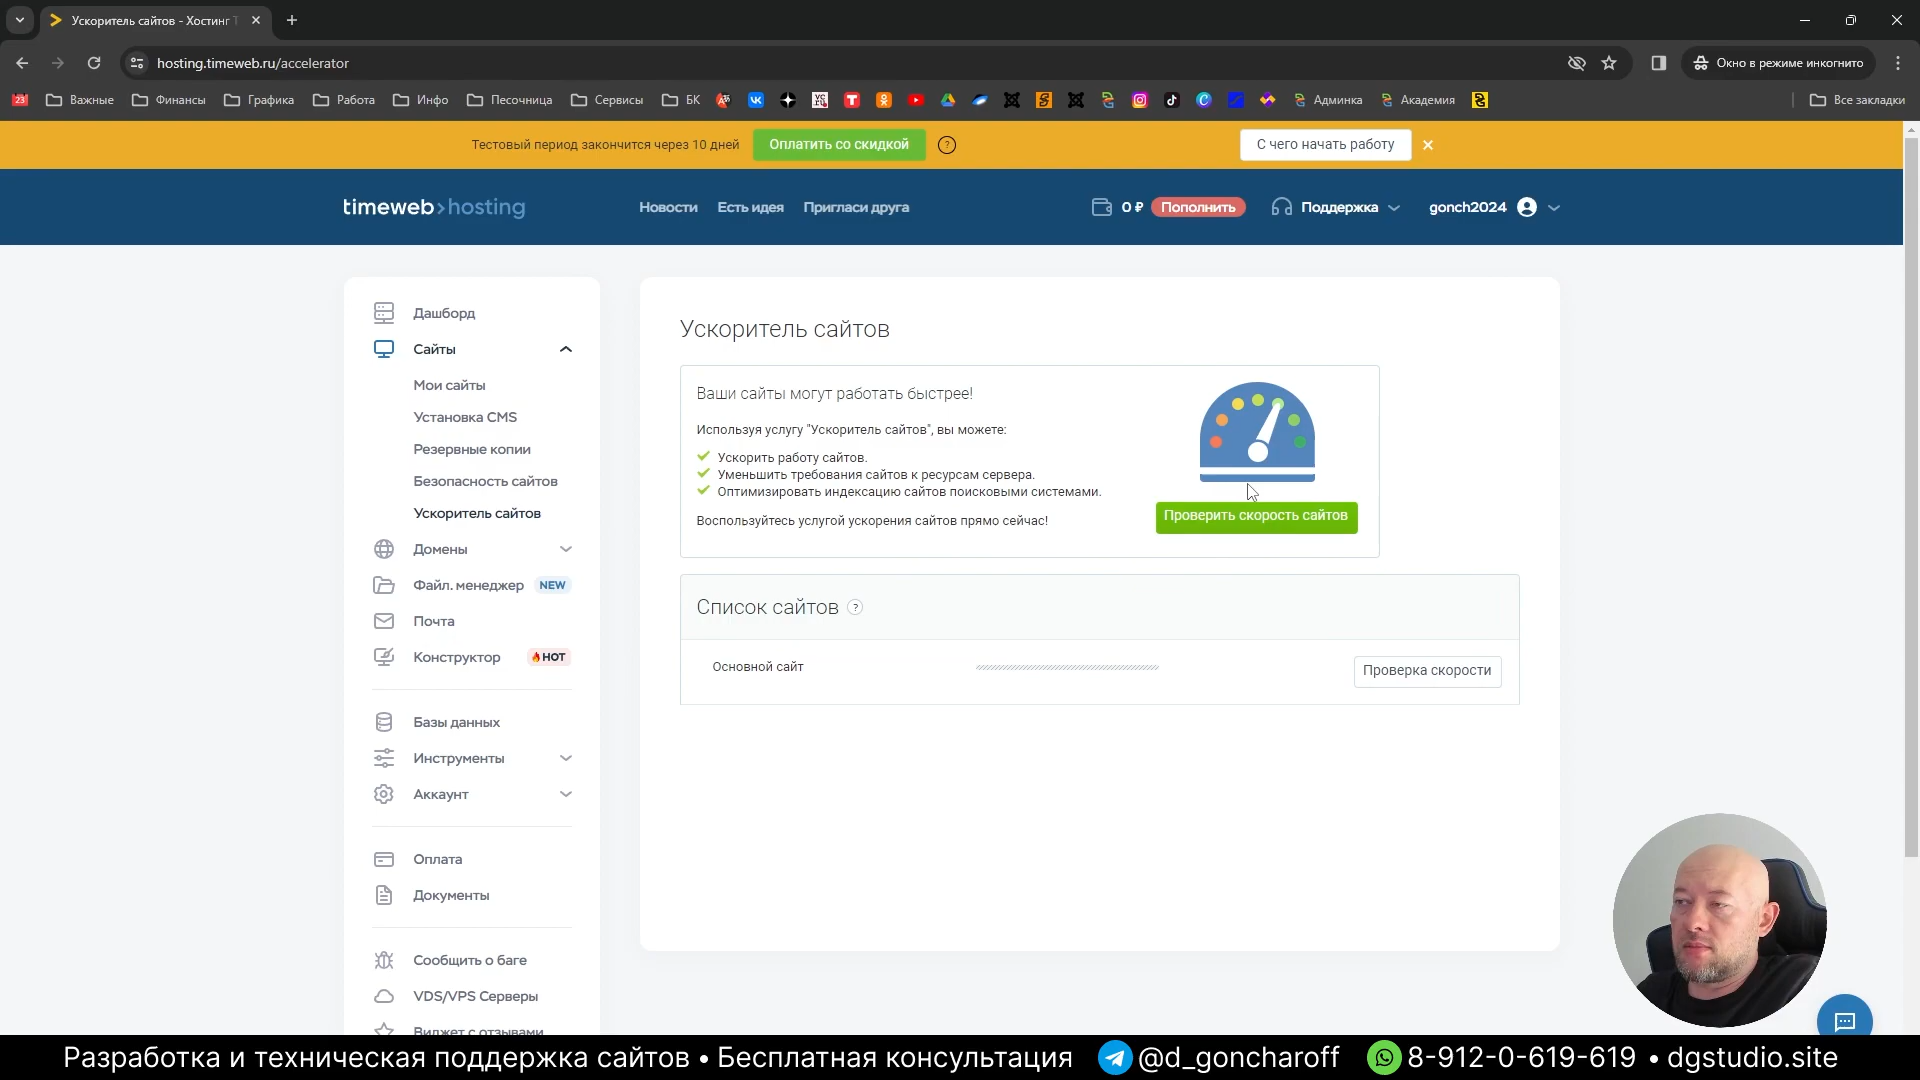 Ускоритель сайтов - Хостинг T
hosting.timeweb.ru/accelerator
Окно в режиме инкогнито
23 Важные Финансы Графика Работа Инфо Песочница Сервисы БК Админка Академия Все закладки
Тестовый период закончится через 10 дней Оплатить со скидкой ? С чего начать работу
timeweb>hosting Новости Есть идея Пригласи друга 0 ₽ Пополнить Поддержка gonch2024
Дашборд
Сайты
Мои сайты
Установка CMS
Резервные копии
Безопасность сайтов
Ускоритель сайтов
Домены
Файл. менеджер NEW
Почта
Конструктор HOT
Базы данных
Инструменты
Аккаунт
Оплата
Документы
Сообщить о баге
VDS/VPS Серверы
Виджет с отзывами
Ускоритель сайтов
Ваши сайты могут работать быстрее!
Используя услугу "Ускоритель сайтов", вы можете:
Ускорить работу сайтов.
Уменьшить требования сайтов к ресурсам сервера.
Оптимизировать индексацию сайтов поисковыми системами.
Воспользуйтесь услугой ускорения сайтов прямо сейчас!
Проверить скорость сайтов
Список сайтов ?
Основной сайт Проверка скорости
Разработка и техническая поддержка сайтов • Бесплатная консультация @d_goncharoff 8-912-0-619-619 • dgstudio.site